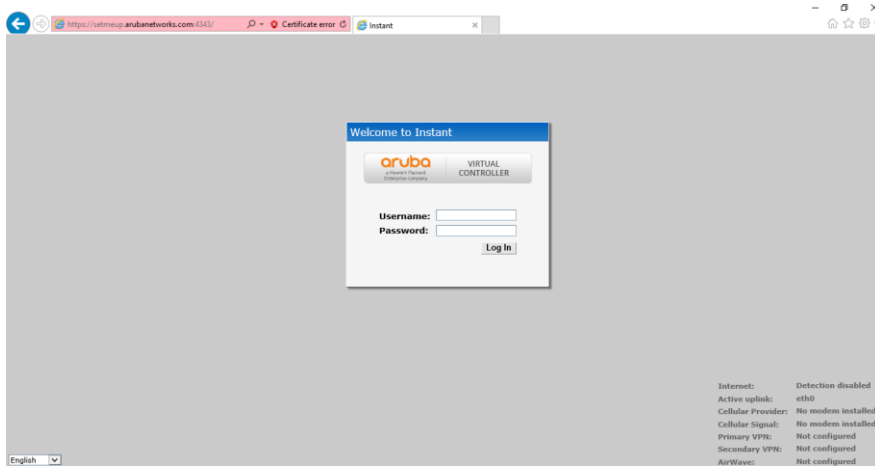 https://setmeup.arubanetworks.com:4343/ Certificate error Instant
Welcome to Instant
aruba
a Hewlett Packard
Enterprise company
VIRTUAL
CONTROLLER
Username:
Password:
Log In
Internet: Detection disabled
Active uplink: eth0
Cellular Provider: No modem installed
Cellular Signal: No modem installed
Primary VPN: Not configured
Secondary VPN: Not configured
AirWave: Not configured
English